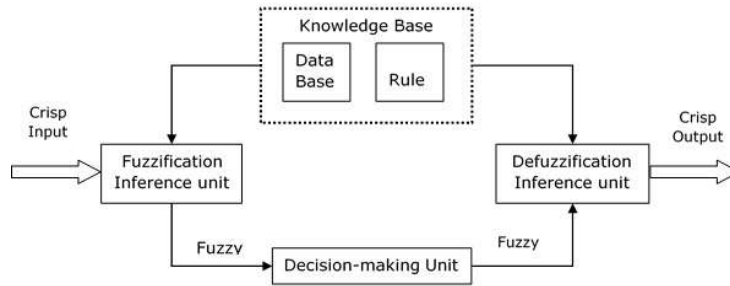 Knowledge Base
Data
Base
Rule
Crisp
Input
Crisp
Output
Fuzzification
Inference unit
Defuzzification
Inference unit
Fuzzy
Decision-making Unit
Fuzzy